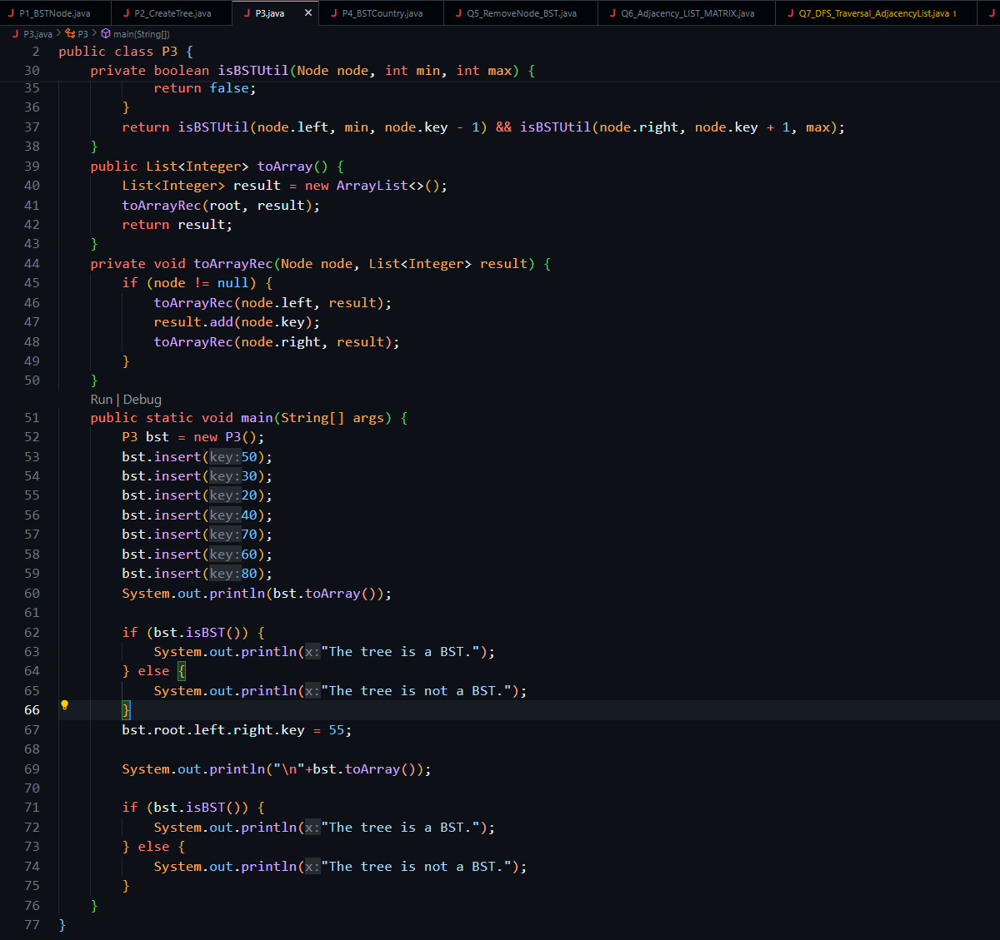 J P1_BSTNode.java J P2_CreateTree.java J P3.java × J P4_BSTCountry.java J Q5_RemoveNode_BST.java J Q6_Adjacency_LIST_MATRIX.java J Q7_DFS_Traversal_AdjacencyList.java 1 J
J P3.java > P3 > main(String[])
2 public class P3 {
30 private boolean isBSTUtil(Node node, int min, int max) {
35 return false;
36 }
37 return isBSTUtil(node.left, min, node.key - 1) && isBSTUtil(node.right, node.key + 1, max);
38 }
39 public List<Integer> toArray() {
40 List<Integer> result = new ArrayList<>();
41 toArrayRec(root, result);
42 return result;
43 }
44 private void toArrayRec(Node node, List<Integer> result) {
45 if (node != null) {
46 toArrayRec(node.left, result);
47 result.add(node.key);
48 toArrayRec(node.right, result);
49 }
50 }
Run | Debug
51 public static void main(String[] args) {
52 P3 bst = new P3();
53 bst.insert(key:50);
54 bst.insert(key:30);
55 bst.insert(key:20);
56 bst.insert(key:40);
57 bst.insert(key:70);
58 bst.insert(key:60);
59 bst.insert(key:80);
60 System.out.println(bst.toArray());
61
62 if (bst.isBST()) {
63 System.out.println(x:"The tree is a BST.");
64 } else {
65 System.out.println(x:"The tree is not a BST.");
66 }
67 bst.root.left.right.key = 55;
68
69 System.out.println("\n"+bst.toArray());
70
71 if (bst.isBST()) {
72 System.out.println(x:"The tree is a BST.");
73 } else {
74 System.out.println(x:"The tree is not a BST.");
75 }
76 }
77 }